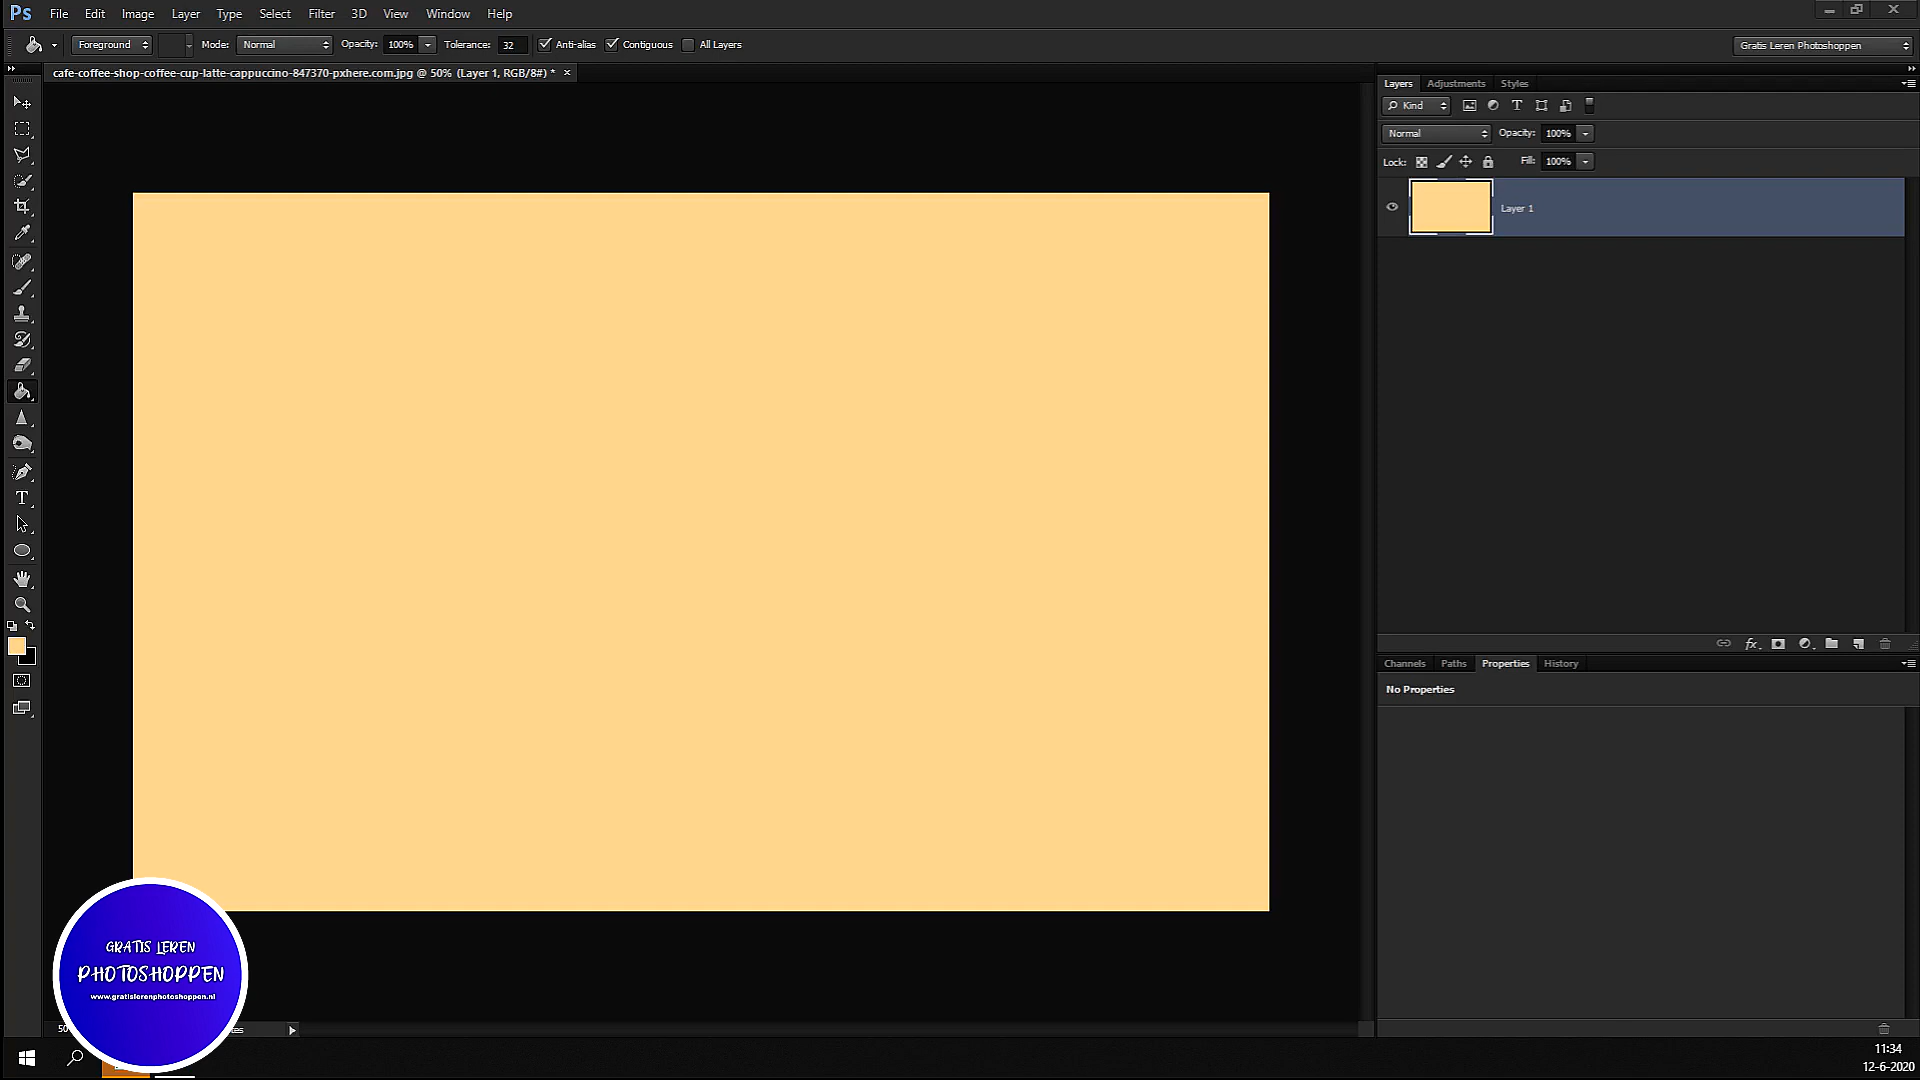 Ps File Edit Image Layer Type Select Filter 3D View Window Help
Foreground Mode: Normal Opacity: 100% Tolerance: 32 Anti-alias Contiguous All Layers Gratis Leren Photoshoppen
cafe-coffee-shop-coffee-cup-latte-cappuccino-847370-pxhere.com.jpg @ 50% (Layer 1, RGB/8#) * ×
Layers Adjustments Styles
Kind
Normal Opacity: 100%
Lock: Fill: 100%
Layer 1
Channels Paths Properties History
No Properties
GRATIS LEREN
PHOTOSHOPPEN
www.gratislerenphotoshoppen.nl
50
11:34
12-6-2020